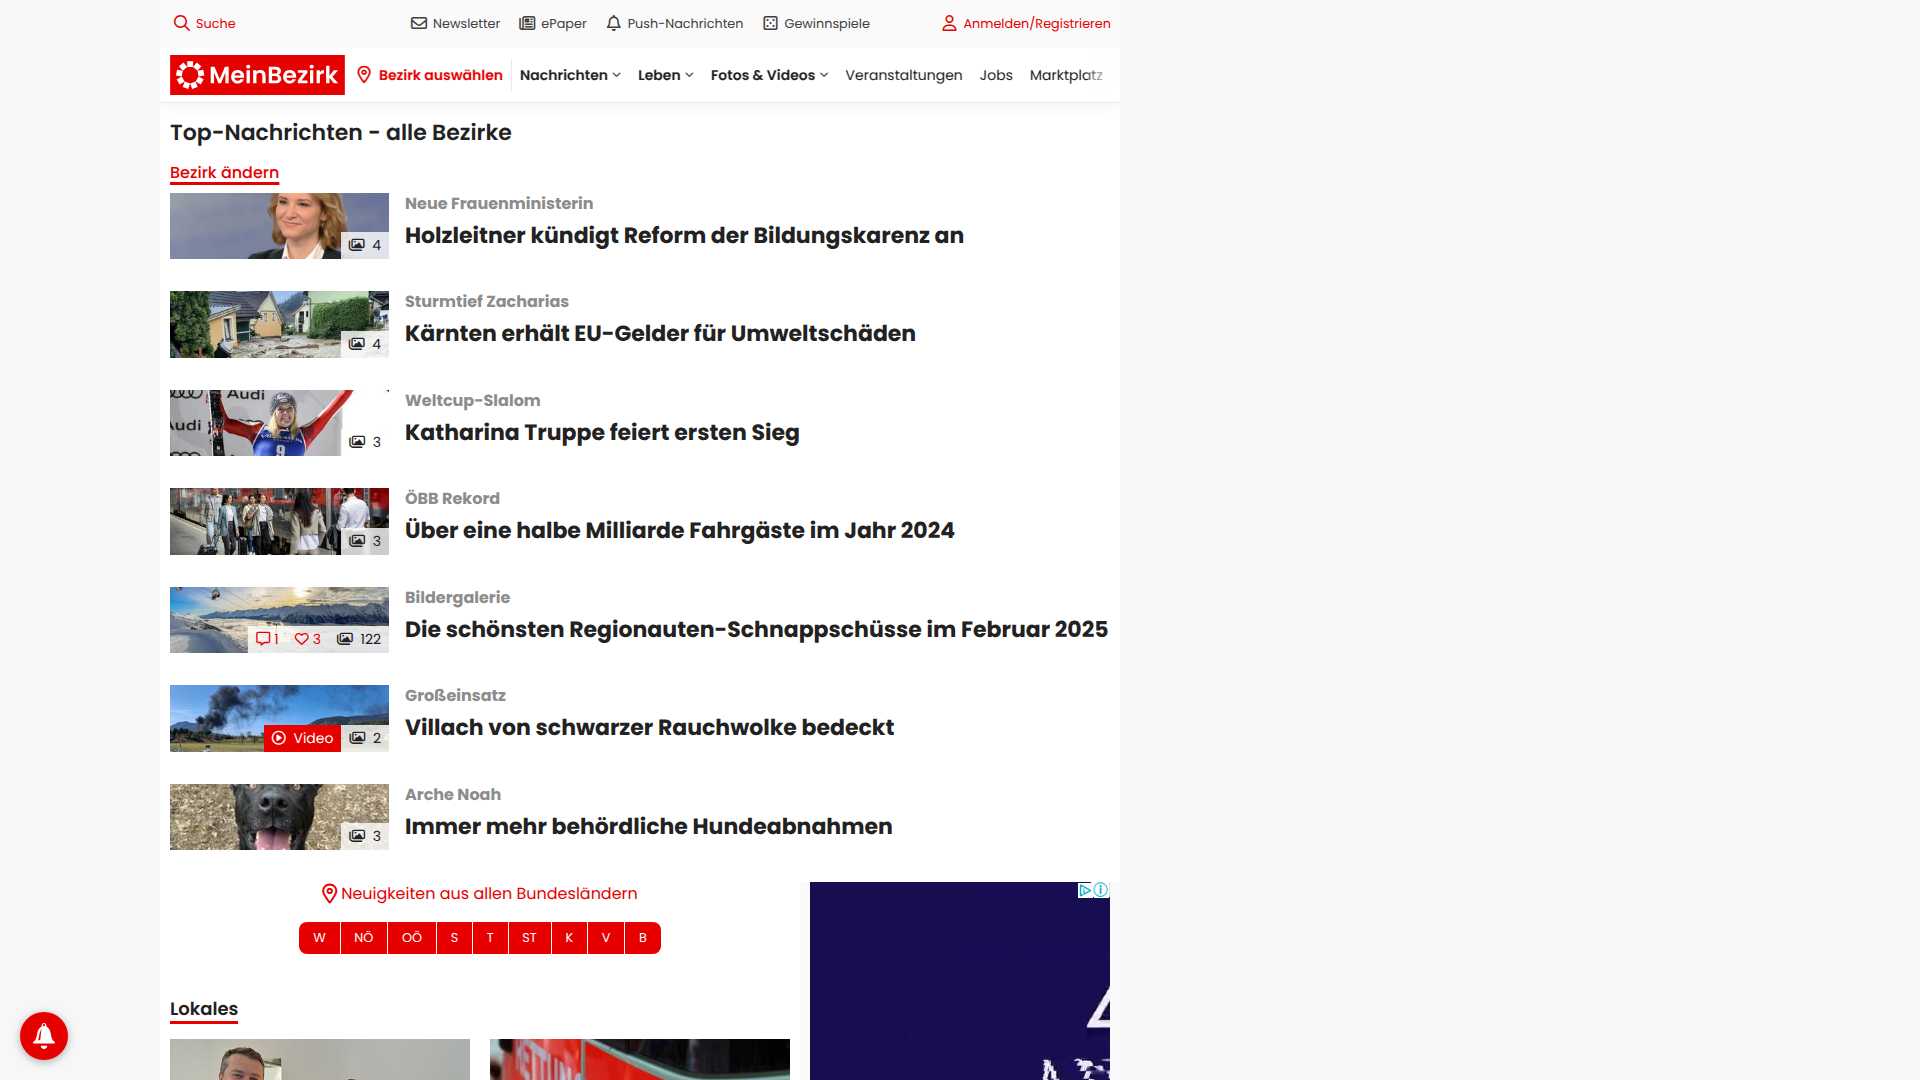 Suche
Newsletter
ePaper
Push-Nachrichten
Gewinnspiele
Anmelden/Registrieren
MeinBezirk
Bezirk auswählen
Nachrichten
Leben
Fotos & Videos
Veranstaltungen
Jobs
Marktplatz
Top-Nachrichten - alle Bezirke
Bezirk ändern
4
Neue Frauenministerin
Holzleitner kündigt Reform der Bildungskarenz an
4
Sturmtief Zacharias
Kärnten erhält EU-Gelder für Umweltschäden
Audi
Audi
9
3
Weltcup-Slalom
Katharina Truppe feiert ersten Sieg
3
ÖBB Rekord
Über eine halbe Milliarde Fahrgäste im Jahr 2024
1 3 122
Bildergalerie
Die schönsten Regionauten-Schnappschüsse im Februar 2025
Video 2
Großeinsatz
Villach von schwarzer Rauchwolke bedeckt
3
Arche Noah
Immer mehr behördliche Hundeabnahmen
Neuigkeiten aus allen Bundesländern
W NÖ OÖ S T ST K V B
Lokales